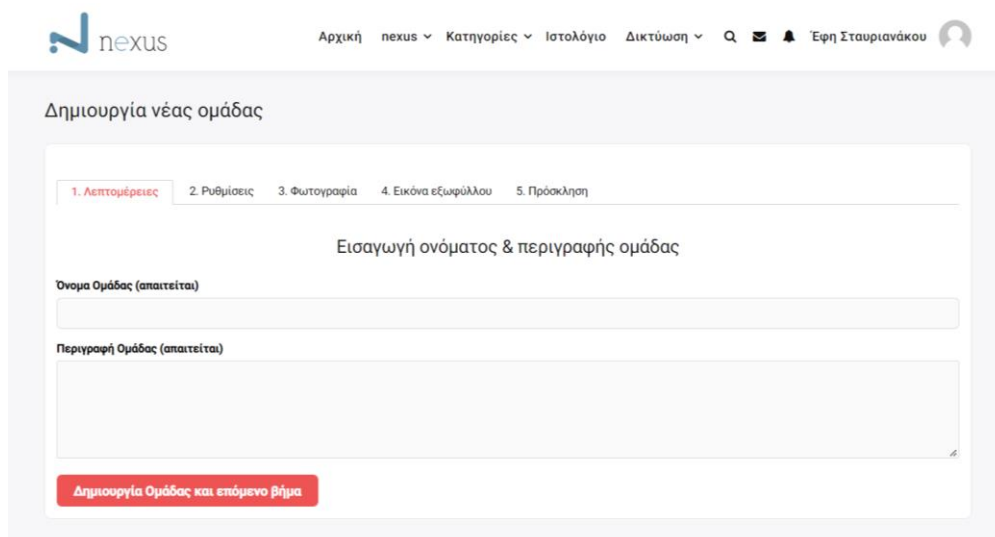 nexus
Αρχική nexus Κατηγορίες Ιστολόγιο Δικτύωση Έφη Σταυριανάκου
Δημιουργία νέας ομάδας
1. Λεπτομέρειες 2. Ρυθμίσεις 3. Φωτογραφία 4. Εικόνα εξωφύλλου 5. Πρόσκληση
Εισαγωγή ονόματος & περιγραφής ομάδας
Όνομα Ομάδας (απαιτείται)
Περιγραφή Ομάδας (απαιτείται)
Δημιουργία Ομάδας και επόμενο βήμα